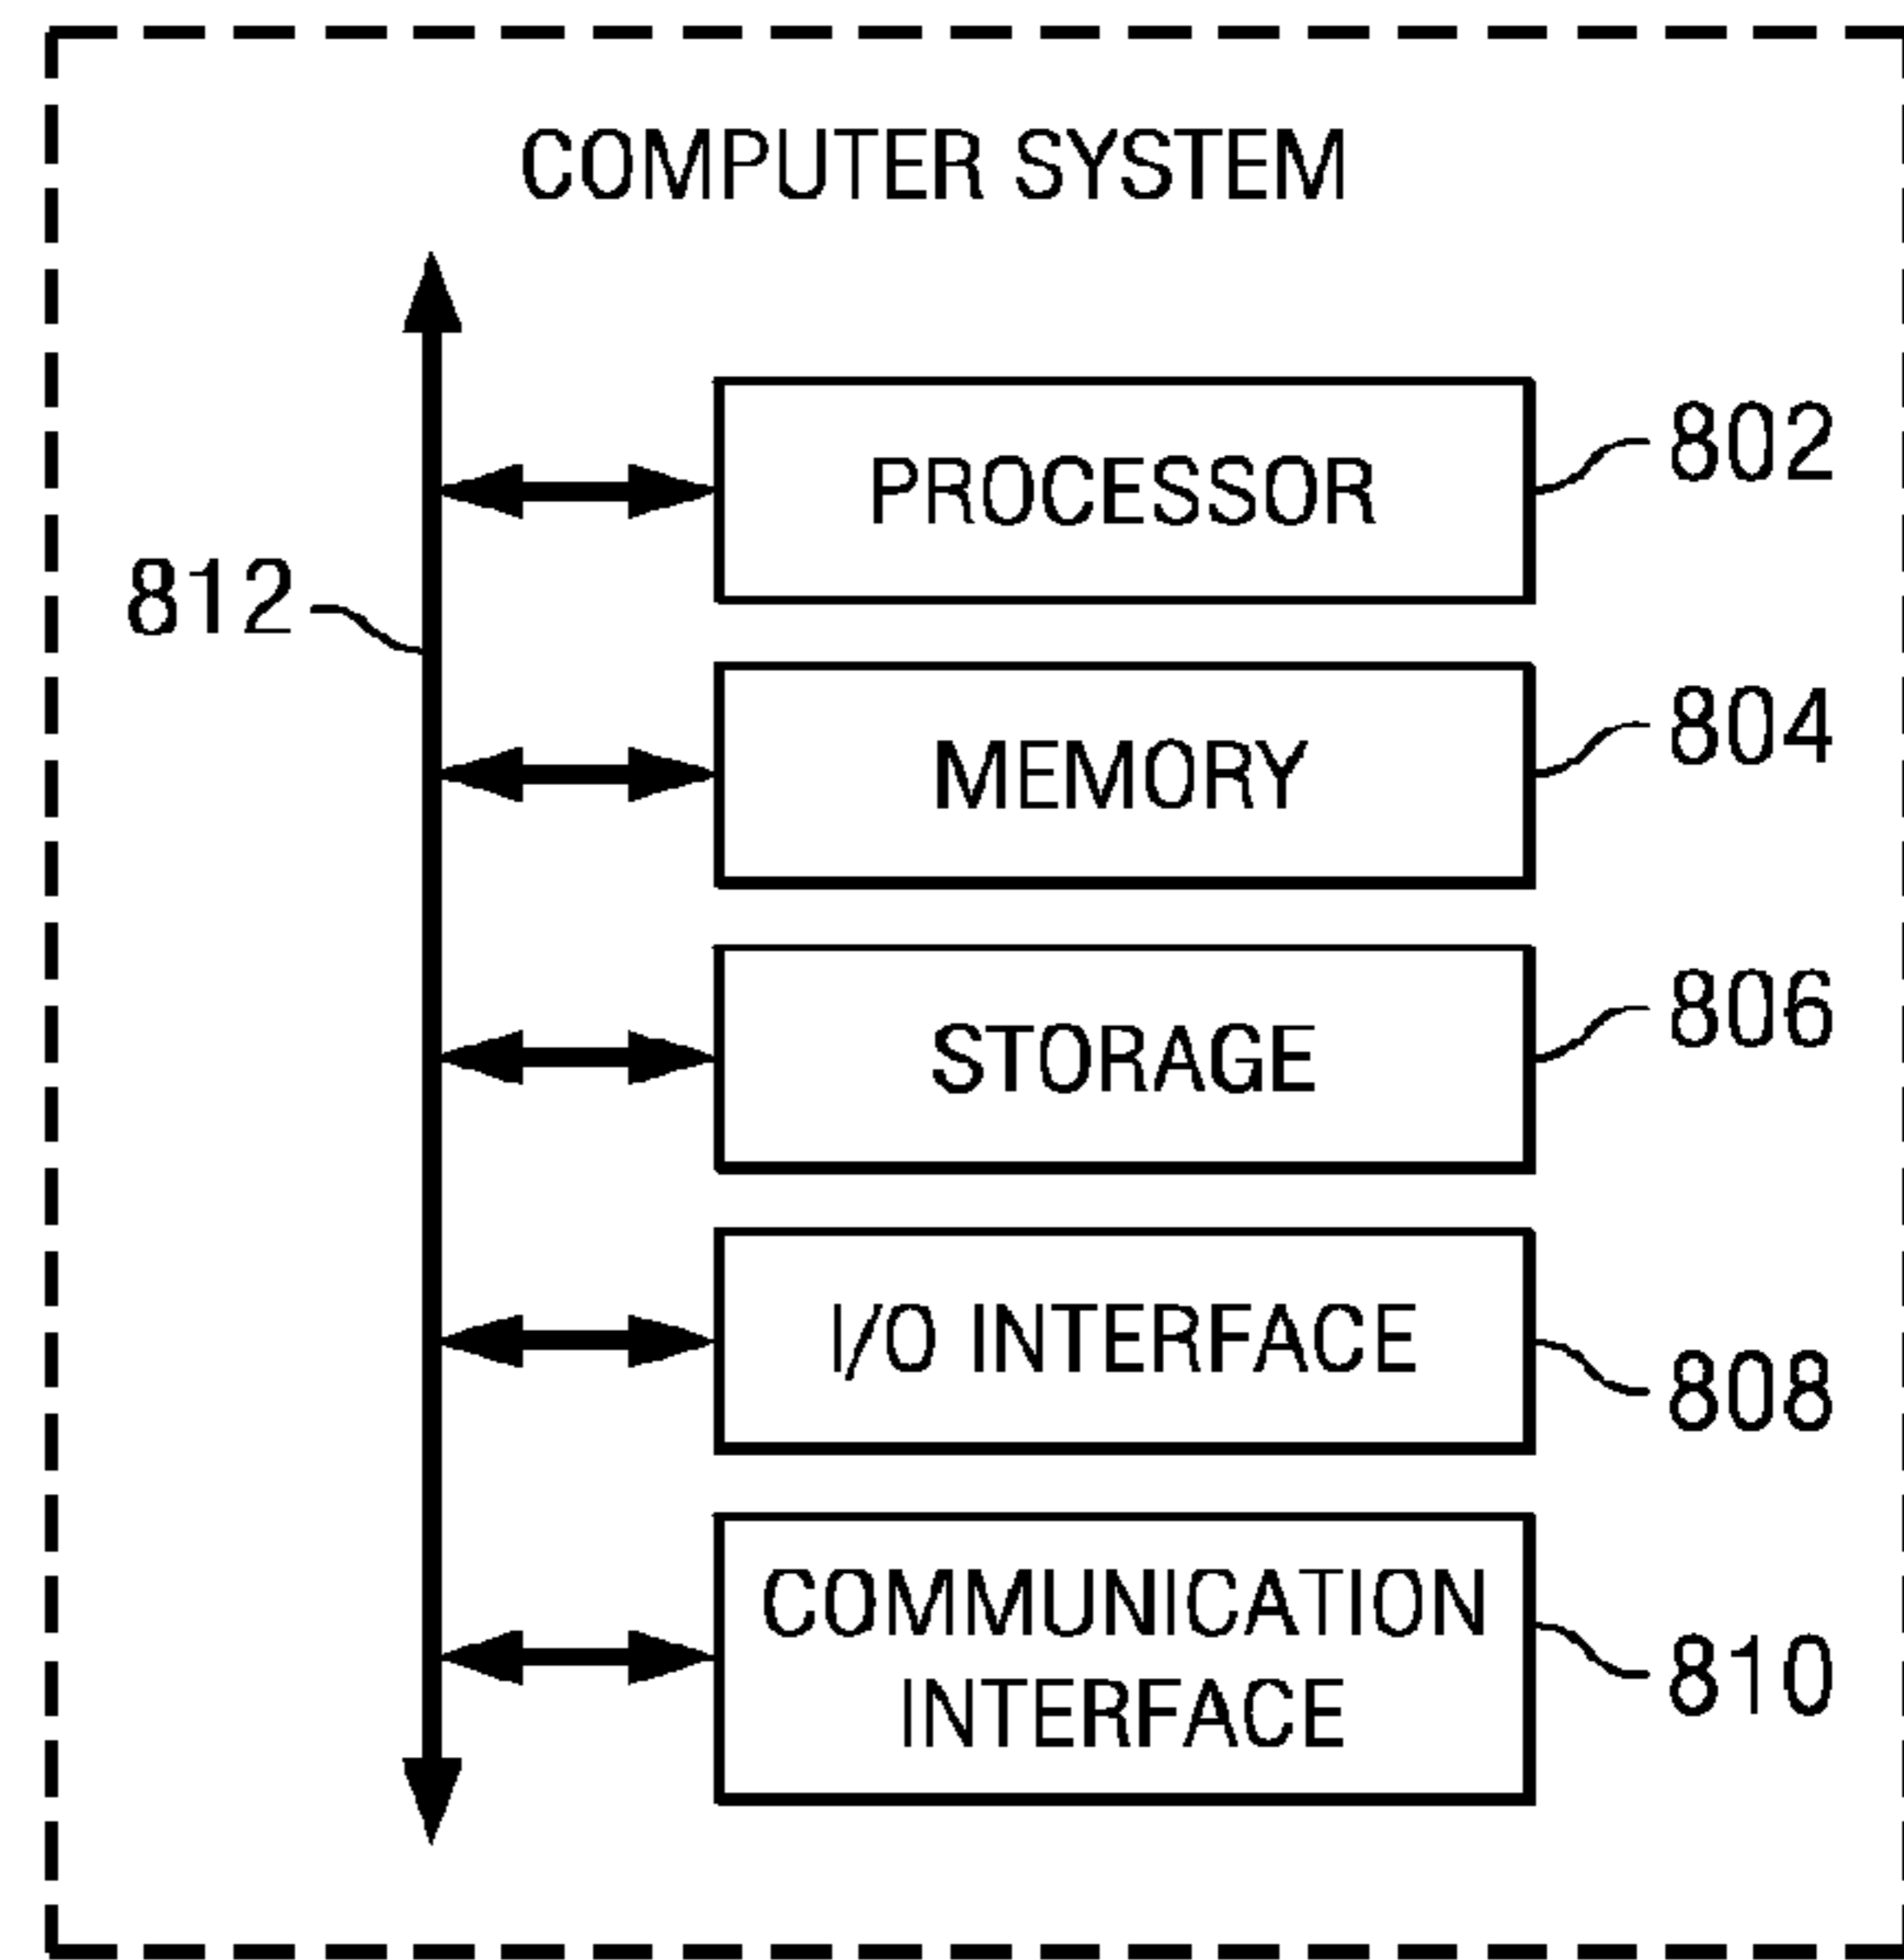 COMPUTER SYSTEM
PROCESSOR
802
812
MEMORY
804
STORAGE
806
I/O INTERFACE
808
COMMUNICATION
INTERFACE
810